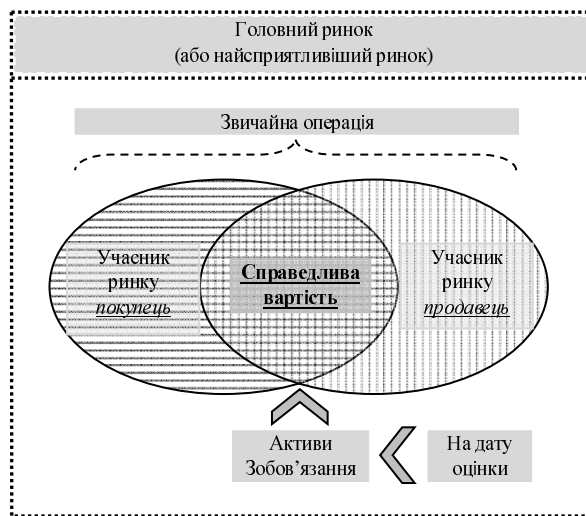 Головний ринок
(або найсприятливіший ринок)
Звичайна операція
Учасник
ринку
покупець
Справедлива
вартість
Учасник
ринку
продавець
Активи
Зобов’язання
На дату
оцінки